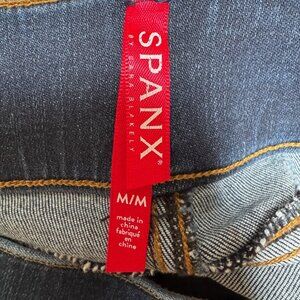 SPANX®
BY SARA BLAKELY
M/M
made in
china
fabriqué
en
chine